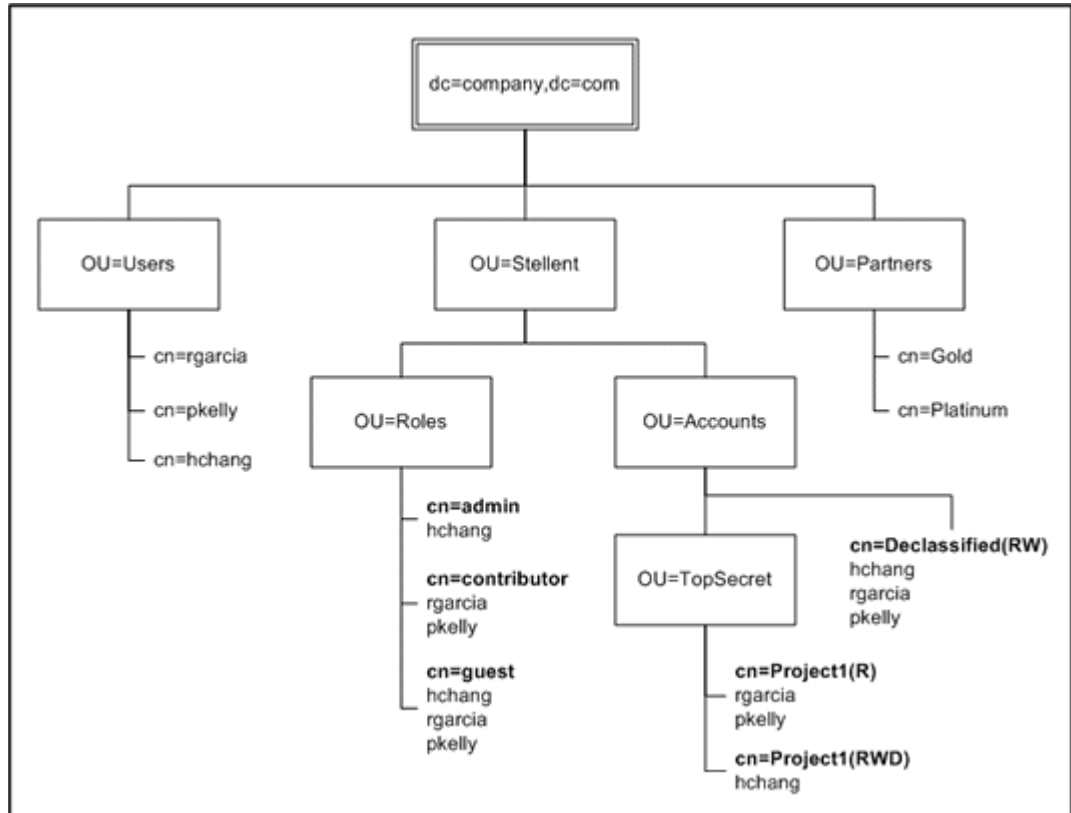 dc=company,dc=com
OU=Users
OU=Stellent
OU=Partners
cn=rgarcia
cn=pkelly
cn=hchang
cn=Gold
cn=Platinum
OU=Roles
OU=Accounts
cn=admin
hchang
cn=contributor
rgarcia
pkelly
cn=guest
hchang
rgarcia
pkelly
OU=TopSecret
cn=Declassified(RW)
hchang
rgarcia
pkelly
cn=Project1(R)
rgarcia
pkelly
cn=Project1(RWD)
hchang